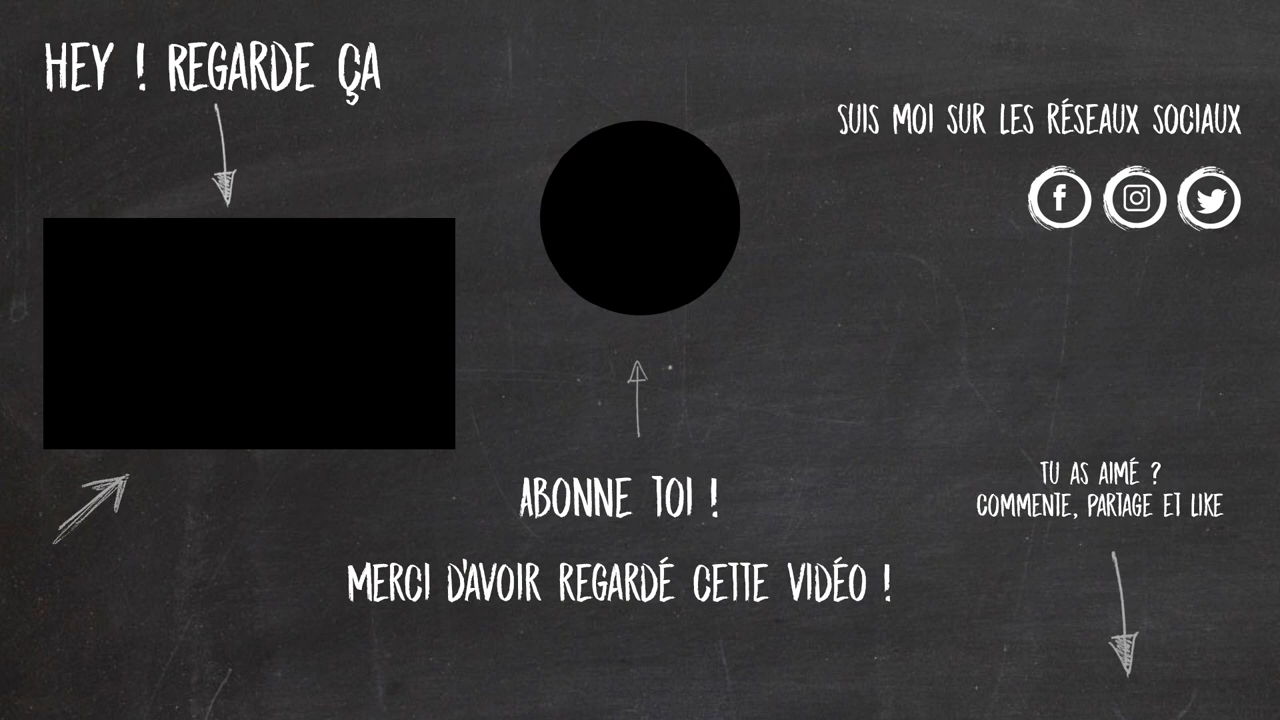 HEY ! REGARDE ÇA
SUIS MOI SUR LES RÉSEAUX SOCIAUX
TU AS AIMÉ ?
COMMENTE, PARTAGE ET LIKE
ABONNE TOI !
MERCI D'AVOIR REGARDÉ CETTE VIDÉO !